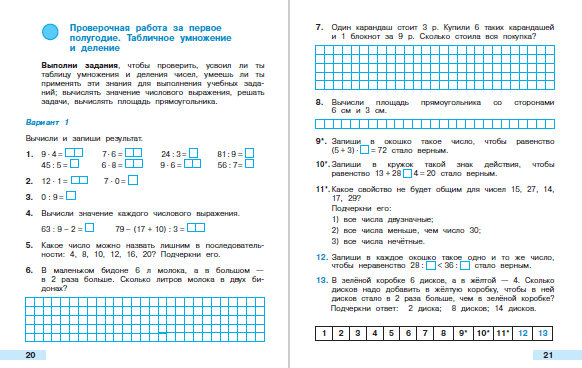 Проверочная работа за первое
полугодие. Табличное умножение
и деление
Выполни задания, чтобы проверить, усвоил ли ты
таблицу умножения и деления чисел, умеешь ли ты
применять эти знания для выполнения учебных зада-
ний; вычислять значение числового выражения, решать
задачи, вычислять площадь прямоугольника.
Вариант 1
Вычисли и запиши результат.
1. 9 · 4 = 7 · 6 = 24 : 3 = 81 : 9 =
45 : 5 = 6 · 8 = 9 · 6 = 56 : 7 =
2. 12 · 1 = 7 · 0 =
3. 0 : 9 =
4. Вычисли значение каждого числового выражения.
63 : 9 – 2 = 79 – (17 + 10) : 3 =
5. Какое число можно назвать лишним в последователь-
ности: 4, 8, 10, 12, 16, 20? Подчеркни его.
6. В маленьком бидоне 6 л молока, а в большом —
в 2 раза больше. Сколько литров молока в двух би-
донах?
20
7. Один карандаш стоит 3 р. Купили 6 таких карандашей
и 1 блокнот за 9 р. Сколько стоила вся покупка?
8. Вычисли площадь прямоугольника со сторонами
6 см и 3 см.
9*. Запиши в окошко такое число, чтобы равенство
(5 + 3) · = 72 стало верным.
10*. Запиши в кружок такой знак действия, чтобы
равенство 13 + 28 4 = 20 стало верным.
11*. Какое свойство не будет общим для чисел 15, 27, 14,
17, 29?
Подчеркни его:
1) все числа двузначные;
2) все числа меньше, чем число 30;
3) все числа нечётные.
12. Запиши в каждое окошко такое одно и то же число,
чтобы неравенство 28 : < 36 : стало верным.
13. В зелёной коробке 6 дисков, а в жёлтой — 4. Сколько
дисков надо добавить в жёлтую коробку, чтобы в ней
дисков стало в 2 раза больше, чем в зелёной коробке?
Подчеркни ответ: 2 диска; 8 дисков; 14 дисков.
1 2 3 4 5 6 7 8 9* 10* 11* 12 13
21